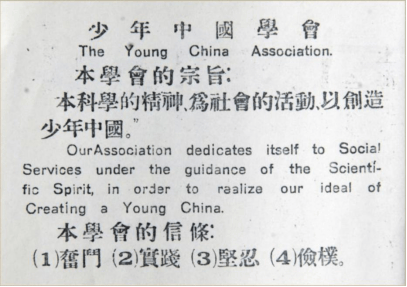 少年中國學會
The Young China Association.
本學會的宗旨:
本科學的精神、爲社會的活動、以創造
少年中國。"
OurAssociation dedicates itself to Social
Services under the guidance of the Scienti-
fic Spirit, in order to realize our ideal of
Creating a Young China.
本學會的信條:
(1)奮鬥 (2)實踐 (3)堅忍 (4)儉樸。